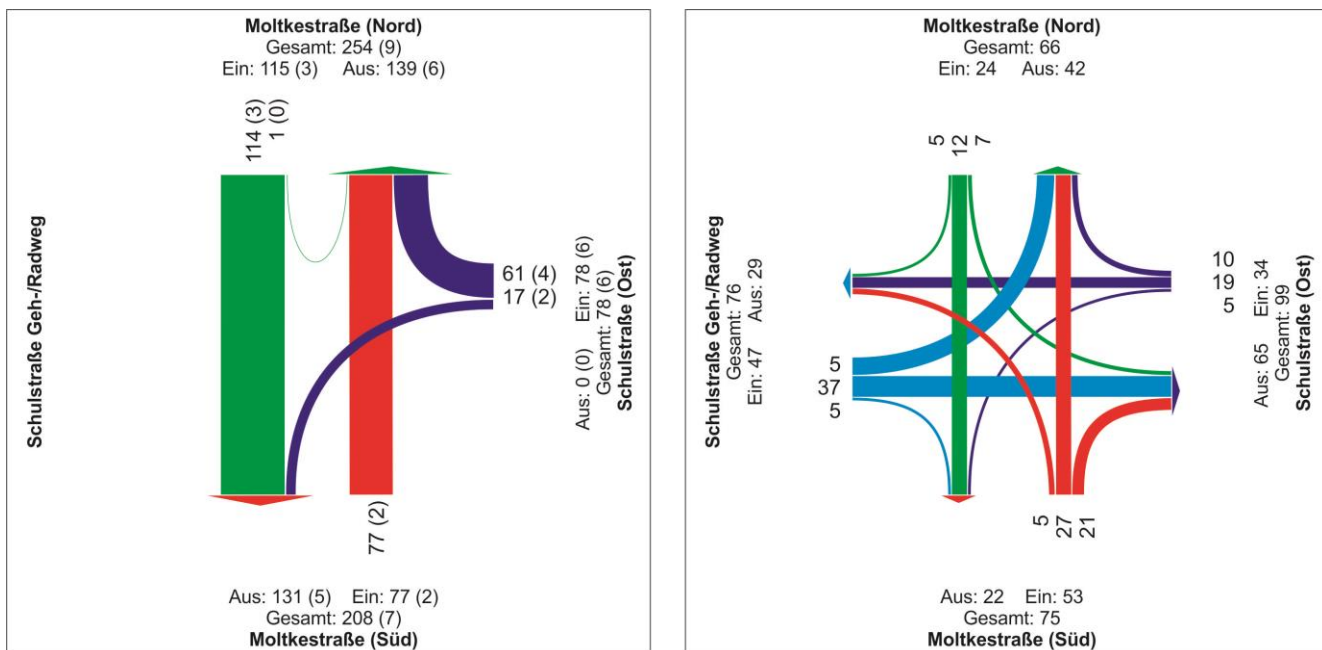 Moltkestraße (Nord)
Gesamt: 254 (9)
Ein: 115 (3) Aus: 139 (6)
114 (3)
1 (0)
Schulstraße Geh-/Radweg
61 (4)
17 (2)
Aus: 0 (0) Ein: 78 (6)
Gesamt: 78 (6)
Schulstraße (Ost)
77 (2)
Aus: 131 (5) Ein: 77 (2)
Gesamt: 208 (7)
Moltkestraße (Süd)
Moltkestraße (Nord)
Gesamt: 66
Ein: 24 Aus: 42
5
12
7
Schulstraße Geh-/Radweg
Gesamt: 76
Ein: 47 Aus: 29
5
37
5
10
19
5
Aus: 65 Ein: 34
Gesamt: 99
Schulstraße (Ost)
5
27
21
Aus: 22 Ein: 53
Gesamt: 75
Moltkestraße (Süd)